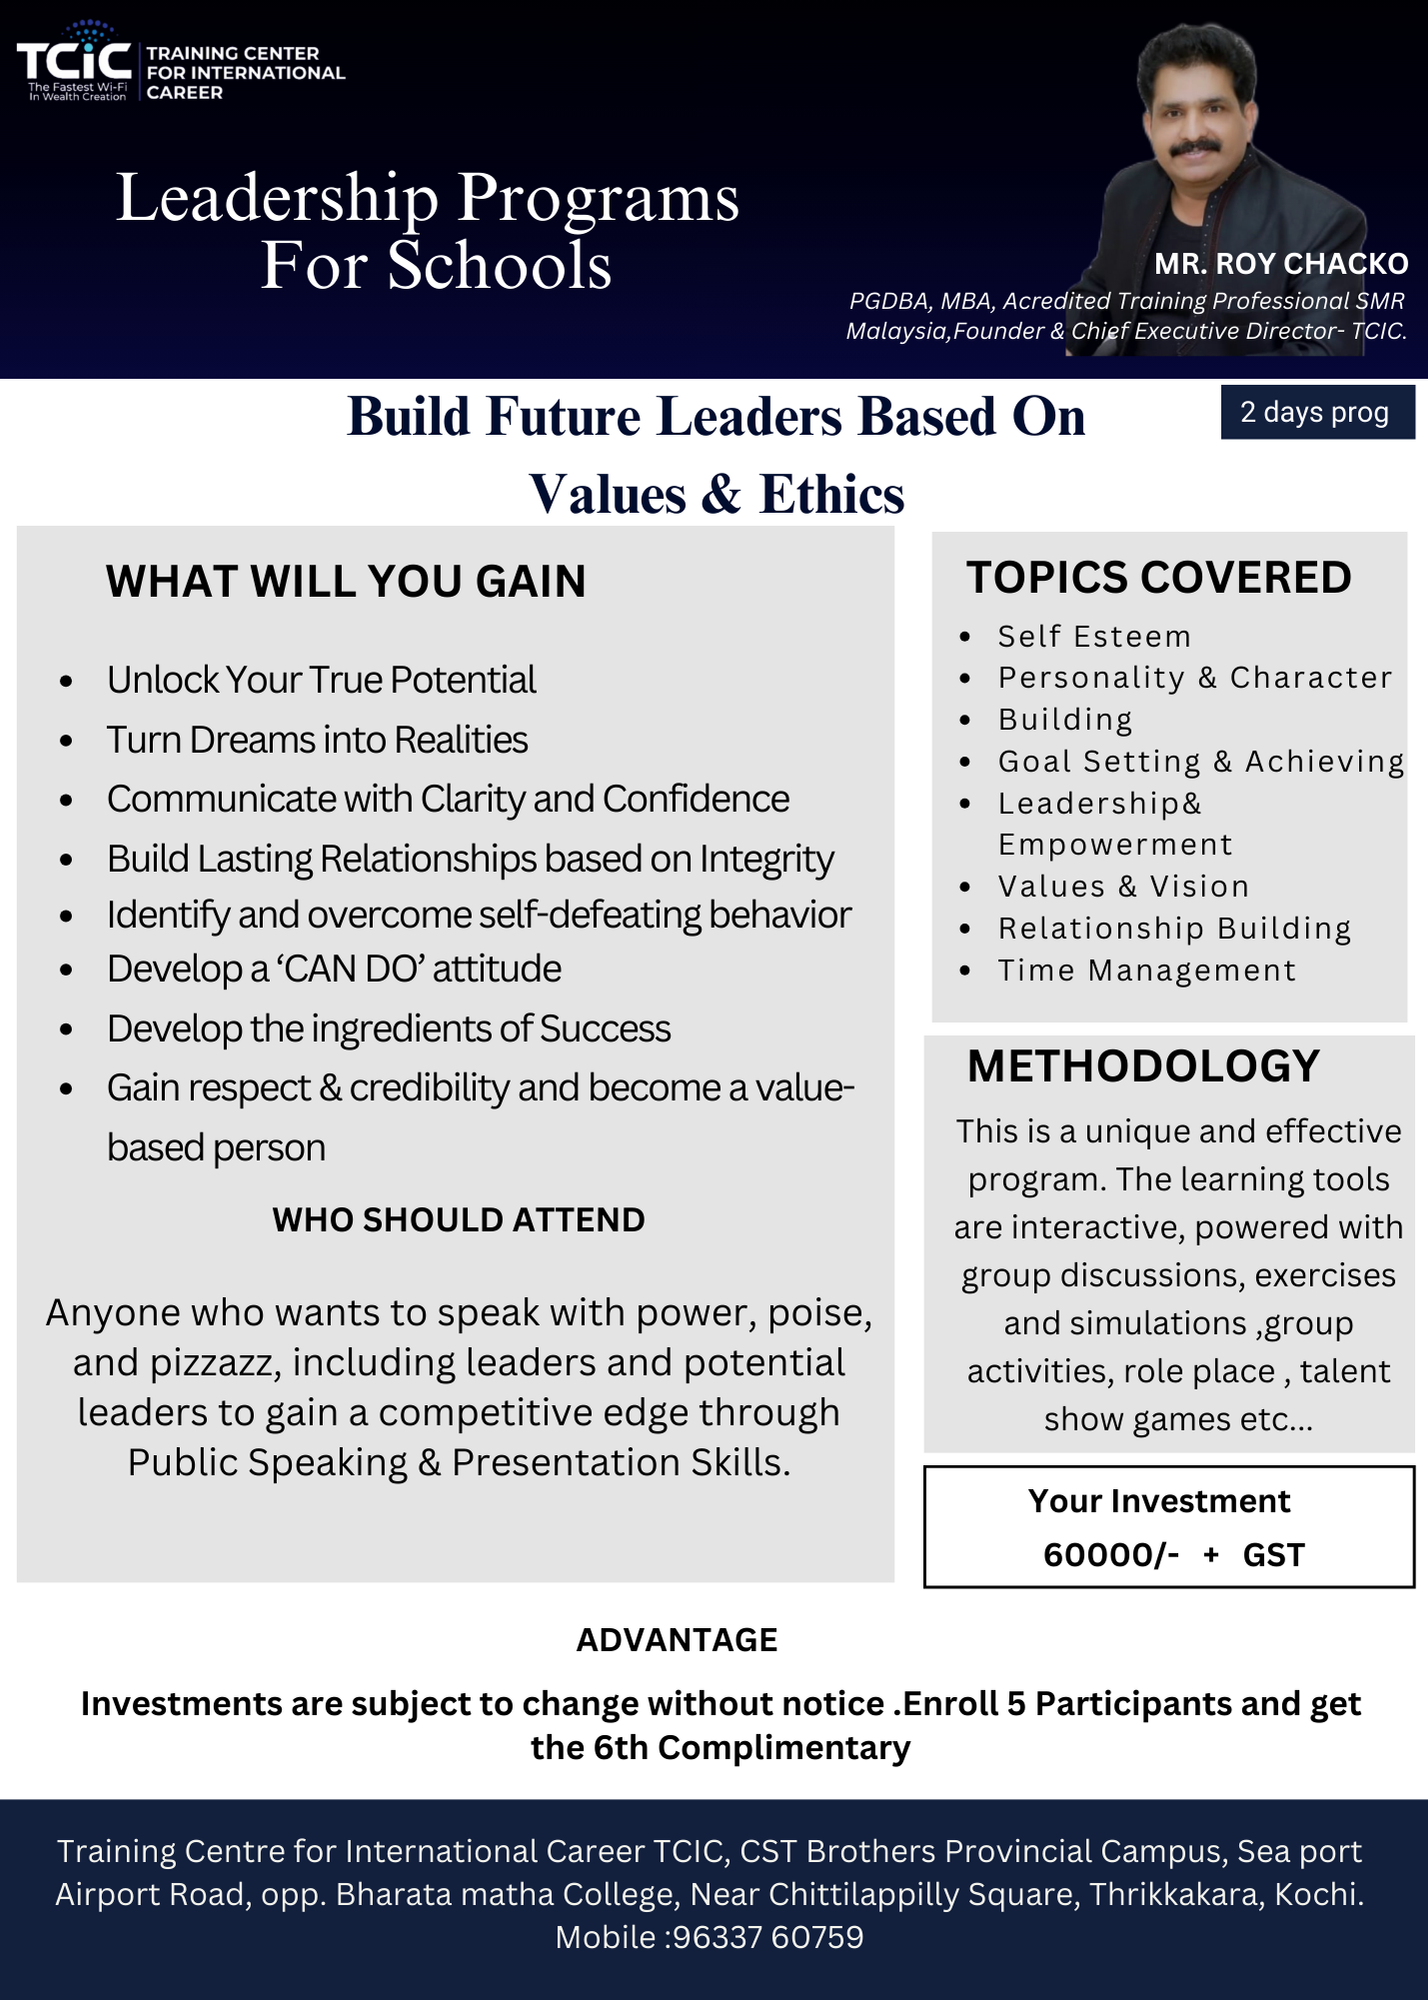 TCiC
The Fastest Wi-Fi
In Wealth Creation
TRAINING CENTER
FOR INTERNATIONAL
CAREER
Leadership Programs
For Schools
MR. ROY CHACKO
PGDBA, MBA, Acredited Training Professional SMR
Malaysia,Founder & Chief Executive Director- TCIC.
Build Future Leaders Based On
Values & Ethics
2 days prog
WHAT WILL YOU GAIN
• Unlock Your True Potential
• Turn Dreams into Realities
• Communicate with Clarity and Confidence
• Build Lasting Relationships based on Integrity
• Identify and overcome self-defeating behavior
• Develop a ‘CAN DO’ attitude
• Develop the ingredients of Success
• Gain respect & credibility and become a value-
based person
WHO SHOULD ATTEND
Anyone who wants to speak with power, poise,
and pizzazz, including leaders and potential
leaders to gain a competitive edge through
Public Speaking & Presentation Skills.
TOPICS COVERED
• Self Esteem
• Personality & Character
• Building
• Goal Setting & Achieving
• Leadership&
Empowerment
• Values & Vision
• Relationship Building
• Time Management
METHODOLOGY
This is a unique and effective
program. The learning tools
are interactive, powered with
group discussions, exercises
and simulations ,group
activities, role place , talent
show games etc...
Your Investment
60000/- + GST
ADVANTAGE
Investments are subject to change without notice .Enroll 5 Participants and get
the 6th Complimentary
Training Centre for International Career TCIC, CST Brothers Provincial Campus, Sea port
Airport Road, opp. Bharata matha College, Near Chittilappilly Square, Thrikkakara, Kochi.
Mobile :96337 60759